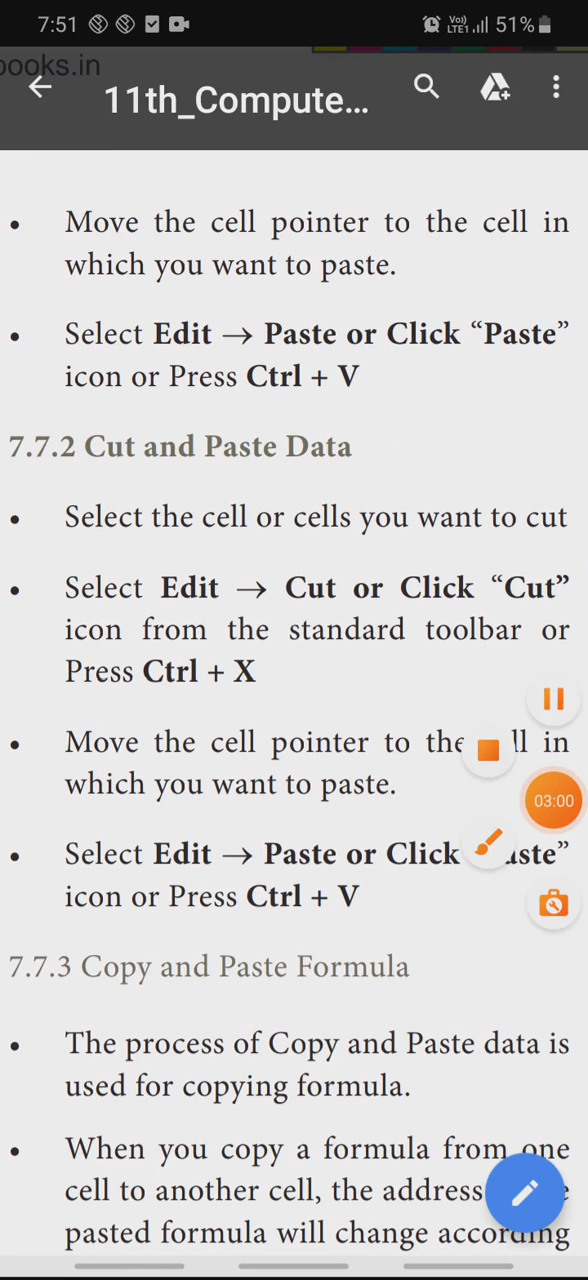 7:51 Vo)) LTE1 51%
ooks.in
11th_Compute...
• Move the cell pointer to the cell in
which you want to paste.
• Select Edit → Paste or Click “Paste”
icon or Press Ctrl + V
7.7.2 Cut and Paste Data
• Select the cell or cells you want to cut
• Select Edit → Cut or Click “Cut”
icon from the standard toolbar or
Press Ctrl + X
• Move the cell pointer to the ll in
which you want to paste.
03:00
• Select Edit → Paste or Click aste”
icon or Press Ctrl + V
7.7.3 Copy and Paste Formula
• The process of Copy and Paste data is
used for copying formula.
• When you copy a formula from one
cell to another cell, the address e
pasted formula will change according